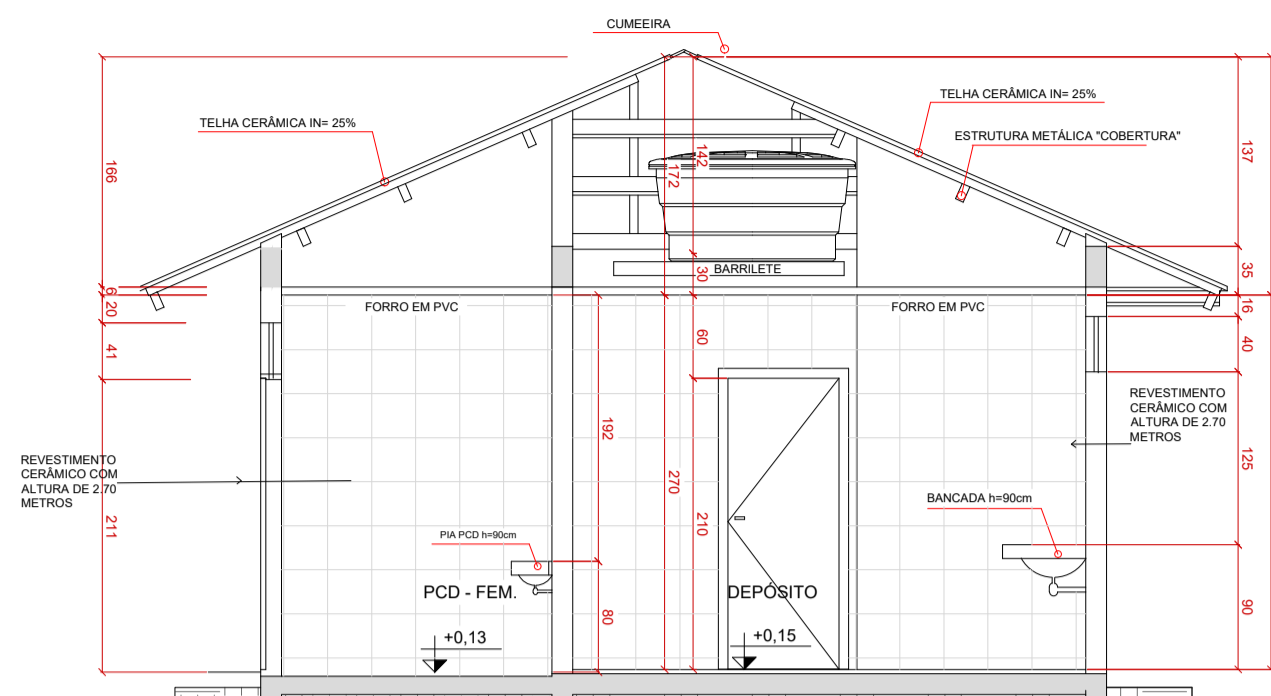 CUMEEIRA
TELHA CERÂMICA IN= 25%
TELHA CERÂMICA IN= 25%
ESTRUTURA METÁLICA "COBERTURA"
166
142
172
137
BARRILETE
30
35
6
20
16
FORRO EM PVC
FORRO EM PVC
60
41
40
REVESTIMENTO
CERÂMICO COM
ALTURA DE 2.70
METROS
192
125
REVESTIMENTO
CERÂMICO COM
ALTURA DE 2.70
METROS
270
210
211
BANCADA h=90cm
PIA PCD h=90cm
PCD - FEM.
DEPÓSITO
80
90
+0,13
+0,15